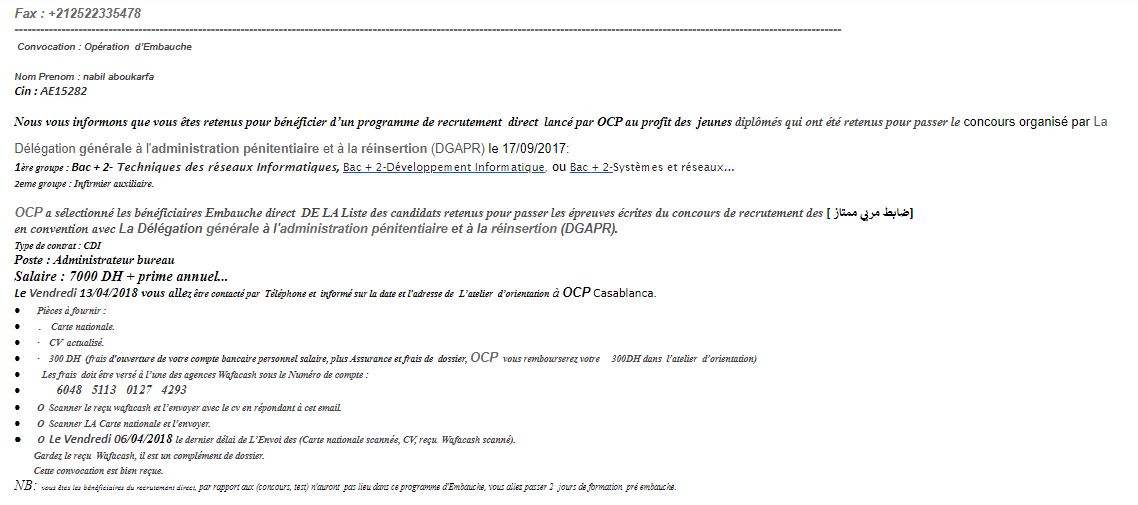 Fax : +212522335478
Convocation : Opération d'Embauche
Nom Prenom : nabil aboukarfa
Cin : AE15282
Nous vous informons que vous êtes retenus pour bénéficier d'un programme de recrutement direct lancé par OCP au profit des jeunes diplômés qui ont été retenus pour passer le concours organisé par La
Délégation générale à l'administration pénitentiaire et à la réinsertion (DGAPR) le 17/09/2017:
1ère groupe : Bac + 2- Techniques des réseaux Informatiques, Bac + 2-Développement Informatique, ou Bac + 2-Systèmes et réseaux...
2eme groupe : Infirmier auxiliaire.
OCP a sélectionné les bénéficiaires Embauche direct DE LA Liste des candidats retenus pour passer les épreuves écrites du concours de recrutement des [ ضابط مربي ممتاز]
en convention avec La Délégation générale à l'administration pénitentiaire et à la réinsertion (DGAPR).
Type de contrat : CDI
Poste : Administrateur bureau
Salaire : 7000 DH + prime annuel...
Le Vendredi 13/04/2018 vous allez être contacté par Téléphone et informé sur la date et l'adresse de L'atelier d'orientation à OCP Casablanca.
● Pièces à fournir :
● . Carte nationale.
● · CV actualisé.
● · 300 DH (frais d'ouverture de votre compte bancaire personnel salaire, plus Assurance et frais de dossier, OCP vous rembourserez votre 300DH dans l'atelier d'orientation)
● Les frais doit être versé à l'une des agences Wafacash sous le Numéro de compte :
● 6048 5113 0127 4293
● O Scanner le reçu wafacash et l'envoyer avec le cv en répondant à cet email.
● O Scanner LA Carte nationale et l'envoyer.
● O Le Vendredi 06/04/2018 le dernier délai de L'Envoi des (Carte nationale scannée, CV, reçu Wafacash scanné).
Gardez le reçu Wafacash, il est un complément de dossier.
Cette convocation est bien reçue.
NB: vous êtes les bénéficiaires du recrutement direct, par rapport aux (concours, test) n'auront pas lieu dans ce programme d'Embauche, vous allez passer 2 jours de formation pré embauche.